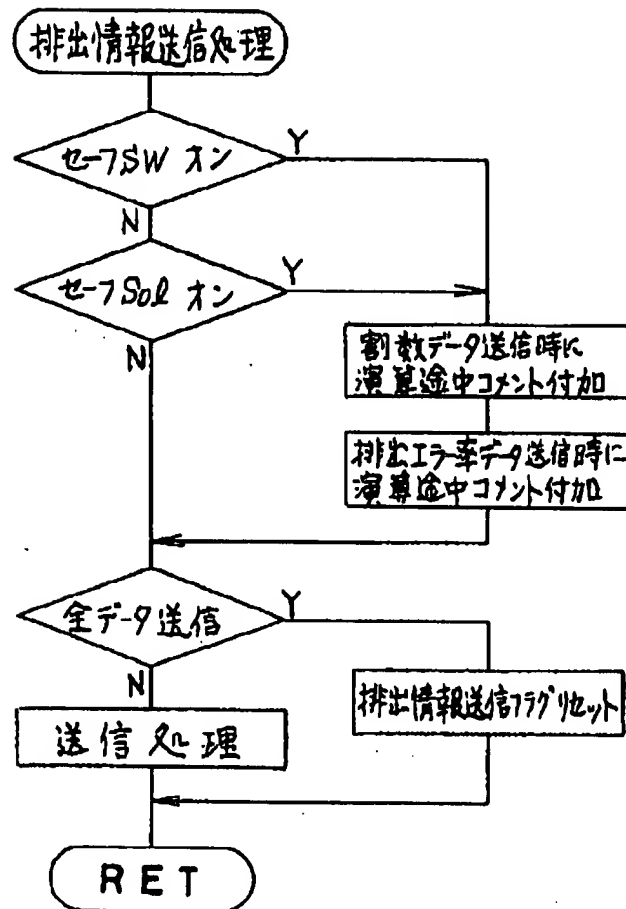 排出情報送信処理
セーフSW オン
Y
N
セーフSol オン
Y
N
割数データ送信時に
演算途中コメント付加
排出エラー率データ送信時に
演算途中コメント付加
全データ送信
Y
N
排出情報送信フラグリセット
送信処理
RET